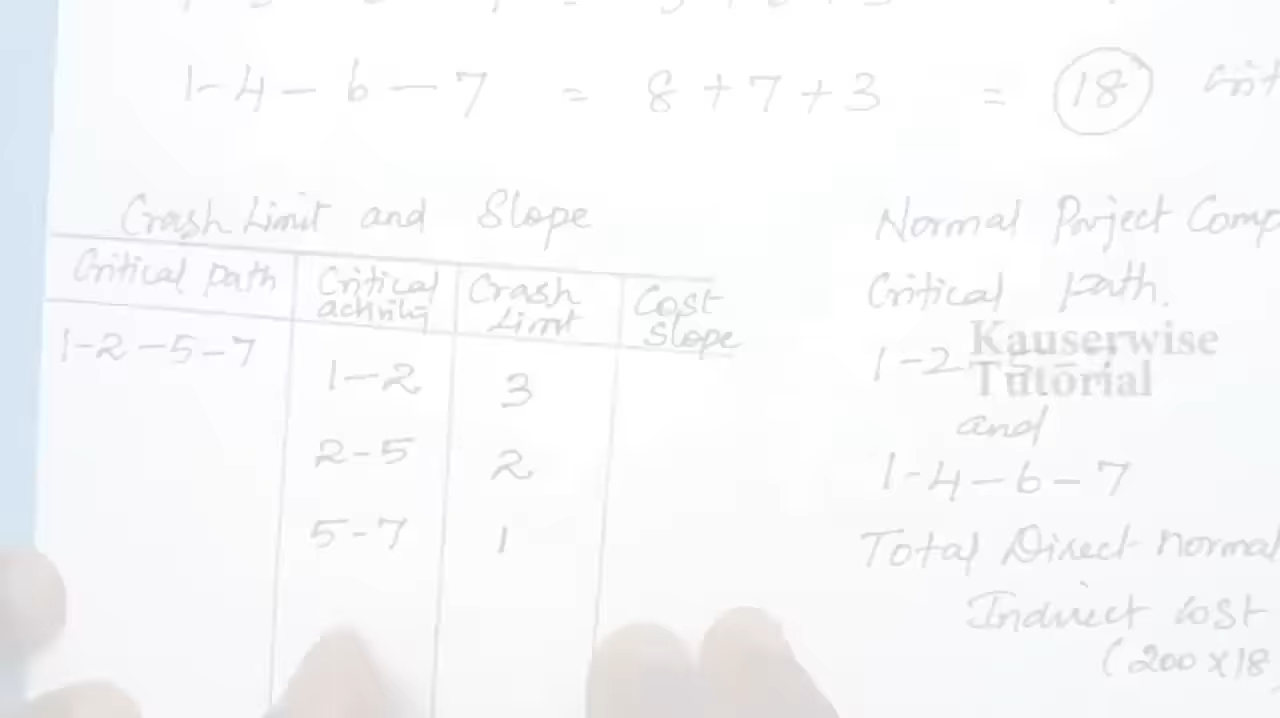 1-4-6-7 = 8+7+3 = 18
Crash Limit and Slope
Critical path Critical activity Crash Limit Cost Slope
1-2-5-7 1-2 3
2-5 2
5-7 1
Normal Project Comp
Critical path.
1-2
Kauserwise
Tutorial
and
1-4-6-7
Total Direct normal
Indirect cost
(200x18